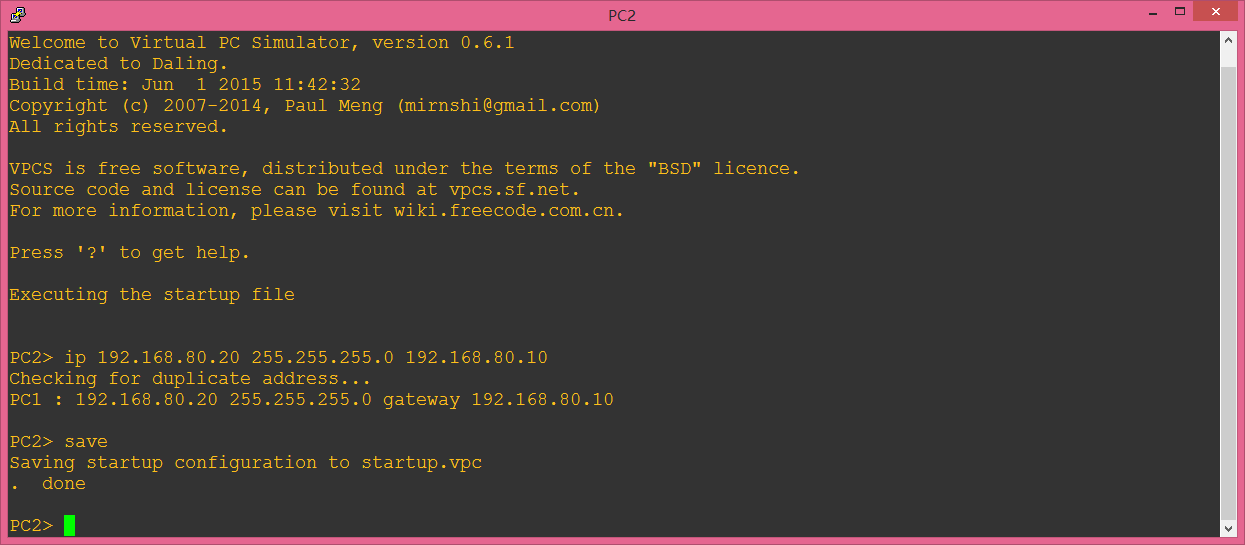 PC2
Welcome to Virtual PC Simulator, version 0.6.1
Dedicated to Daling.
Build time: Jun  1 2015 11:42:32
Copyright (c) 2007-2014, Paul Meng (mirnshi@gmail.com)
All rights reserved.
VPCS is free software, distributed under the terms of the "BSD" licence.
Source code and license can be found at vpcs.sf.net.
For more information, please visit wiki.freecode.com.cn.
Press '?' to get help.
Executing the startup file
PC2> ip 192.168.80.20 255.255.255.0 192.168.80.10
Checking for duplicate address...
PC1 : 192.168.80.20 255.255.255.0 gateway 192.168.80.10
PC2> save
Saving startup configuration to startup.vpc
.  done
PC2>